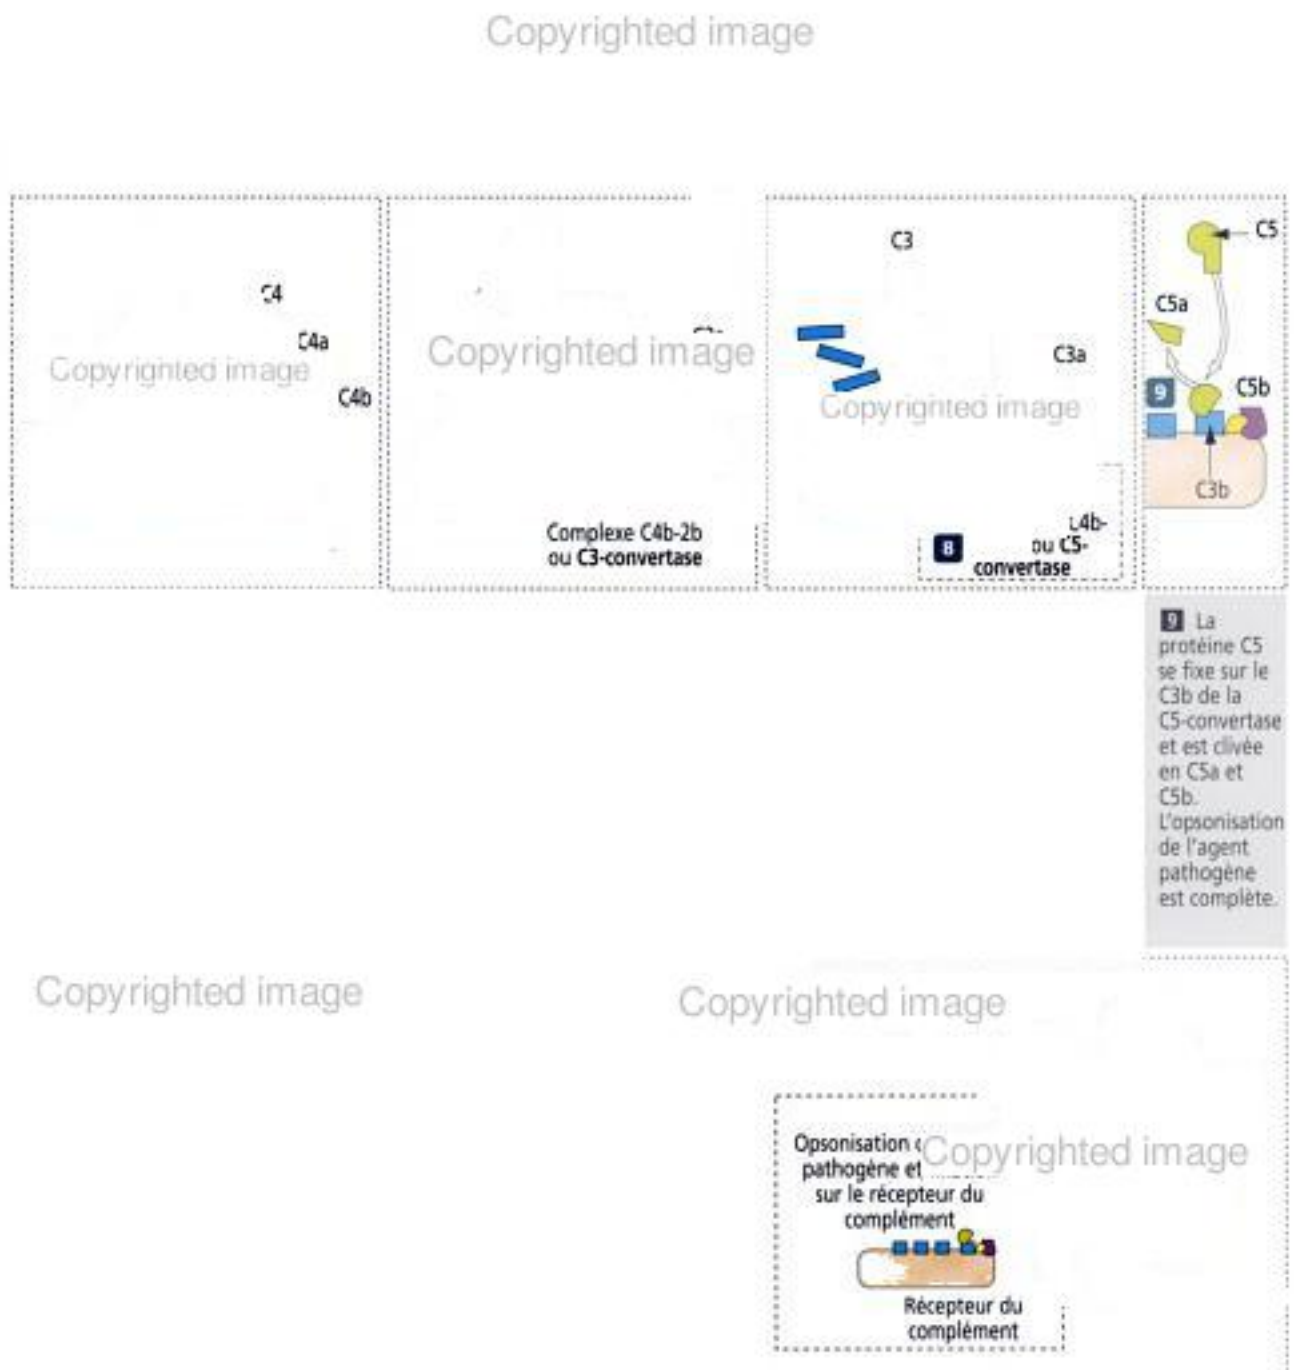 Copyrighted image
C4
C4a
Copyrighted image
C4b
Copyrighted image
Complexe C4b-2b
ou C3-convertase
C3
C3a
Copyrighted image
8
ou C5-
convertase
C5
C5a
9
C5b
C3b
9 La
protéine C5
se fixe sur le
C3b de la
C5-convertase
et est clivée
en C5a et
C5b.
L'opsonisation
de l'agent
pathogène
est complète.
Copyrighted image
Copyrighted image
Opsonisation
Copyrighted image
pathogène et
sur le récepteur du
complément
Récepteur du
complément